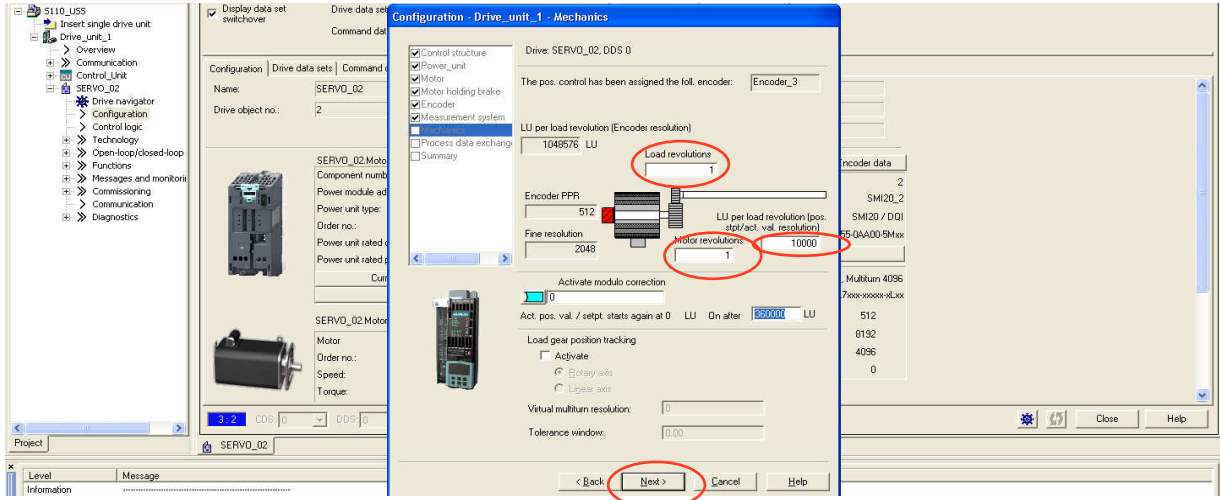 S110_USS
Insert single drive unit
Drive_unit_1
Overview
Communication
Control_Unit
SERVO_02
Drive navigator
Configuration
Control logic
Technology
Open-loop/closed-loop
Functions
Messages and monitori
Commissioning
Communication
Diagnostics
Project
Display data set
switchover
Drive data set
Command dat
Configuration
Drive data sets
Command
Name:
SERVO_02
Drive object no.:
2
SERVO_02.Moto
Component numb
Power module ad
Power unit type:
Order no.:
Power unit rated
Power unit rated p
Curr
SERVO_02.Motor
Motor
Order no.:
Speed:
Torque:
3 : 2
CDS:
0
DDS:
0
SERVO_02
Configuration - Drive_unit_1 - Mechanics
Control structure
Power_unit
Motor
Motor holding brake
Encoder
Measurement system
Mechanics
Process data exchang
Summary
Drive: SERVO_02, DDS 0
The pos. control has been assigned the foll. encoder:
Encoder_3
LU per load revolution (Encoder resolution)
1048576 LU
Load revolutions
1
Encoder PPR
512
Fine resolution
2048
LU per load revolution (pos.
stpt/act. val. resolution)
10000
Motor revolutions
1
Activate modulo correction
0
Act. pos. val. / setpt. starts again at 0 LU On after
360000
LU
Load gear position tracking
Activate
Rotary axis
Linear axis
Virtual multiturn resolution:
0
Tolerance window:
0.00
< Back
Next >
Cancel
Help
Encoder data
2
SMI20_2
SMI20 / DQI
55-0AA00-5Mxx
, Multiturn 4096
7xxx-xxxxx-xLxx
512
8192
4096
0
Close
Help
Level
Message
Information